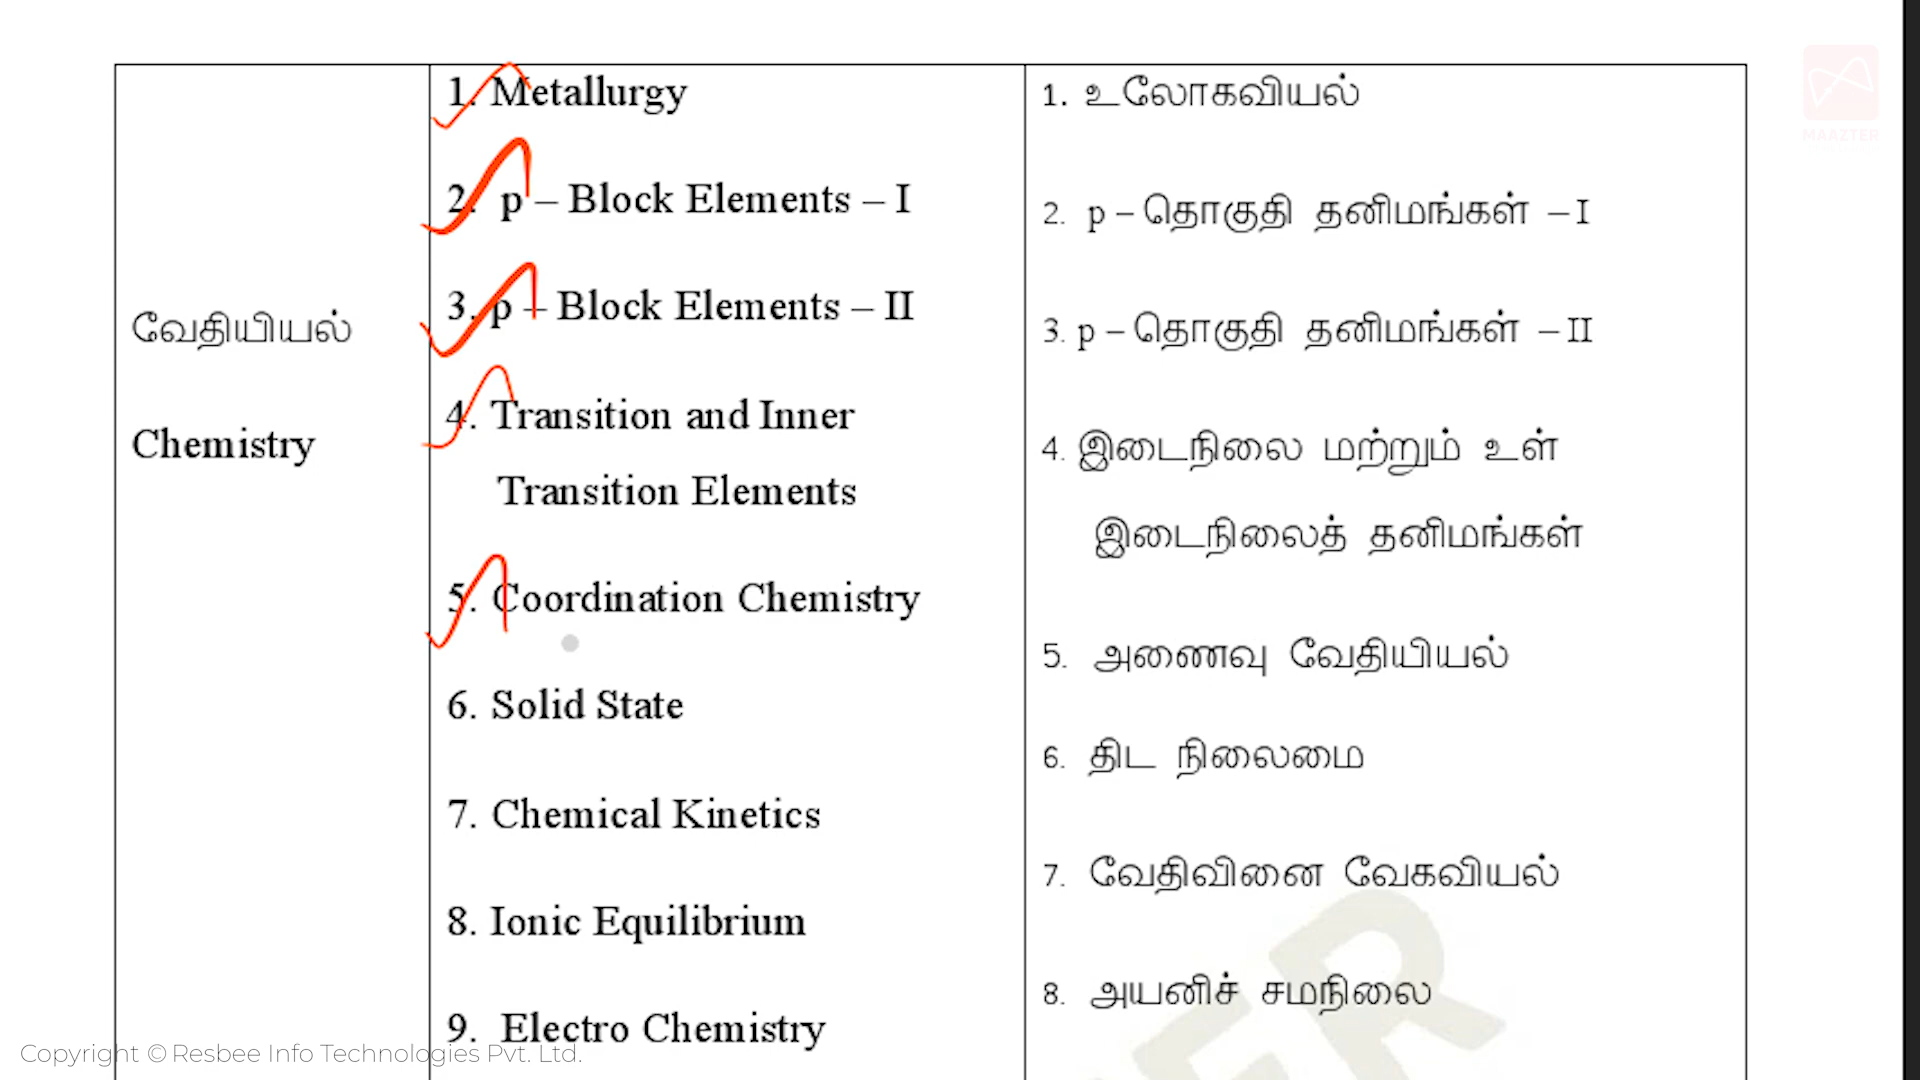 வேதியியல்
Chemistry
1. Metallurgy
2. p – Block Elements – I
3. p – Block Elements – II
4. Transition and Inner
Transition Elements
5. Coordination Chemistry
6. Solid State
7. Chemical Kinetics
8. Ionic Equilibrium
9. Electro Chemistry
1. உலோகவியல்
2. p – தொகுதி தனிமங்கள் – I
3. p – தொகுதி தனிமங்கள் – II
4. இடைநிலை மற்றும் உள்
இடைநிலைத் தனிமங்கள்
5. அணைவு வேதியியல்
6. திட நிலைமை
7. வேதிவினை வேகவியல்
8. அயனிச் சமநிலை
MAAZTER
Copyright © Resbee Info Technologies Pvt. Ltd.